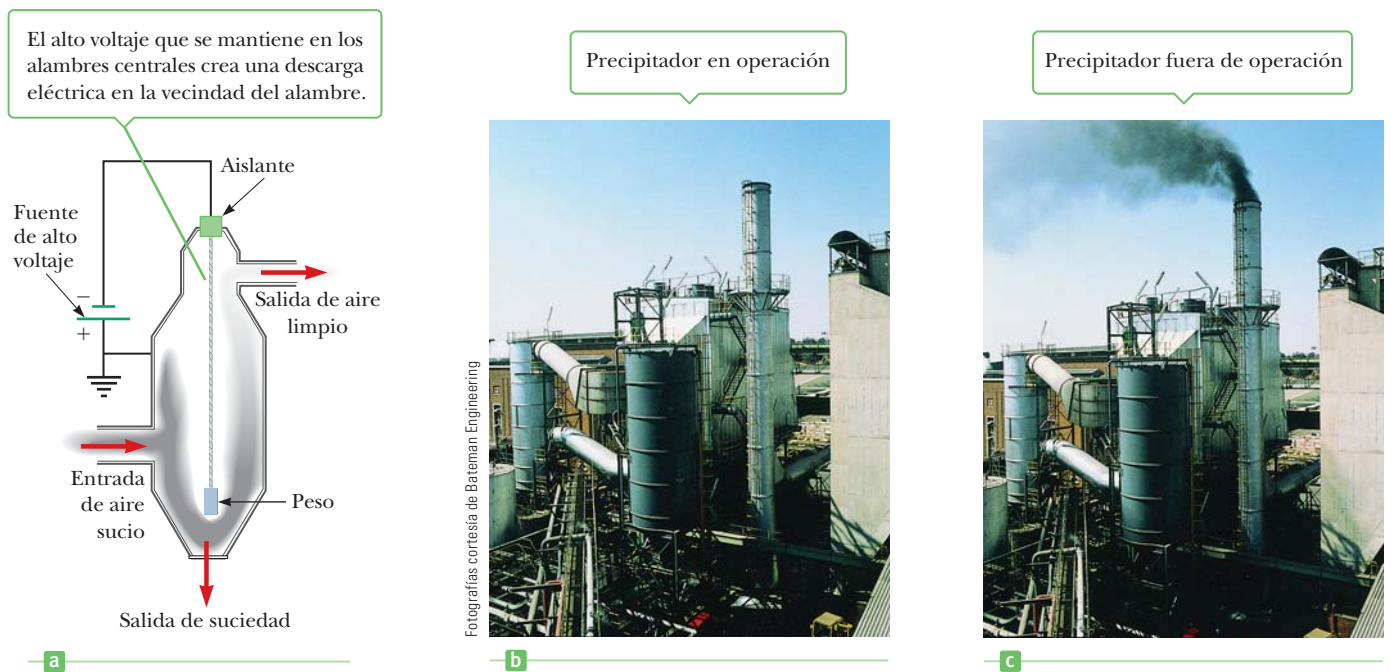 El alto voltaje que se mantiene en los
alambres centrales crea una descarga
eléctrica en la vecindad del alambre.
Aislante
Fuente
de alto
voltaje
−
+
Salida de aire
limpio
Entrada
de aire
sucio
Peso
Salida de suciedad
a
Precipitador en operación
Fotografías cortesía de Bateman Engineering
b
Precipitador fuera de operación
c